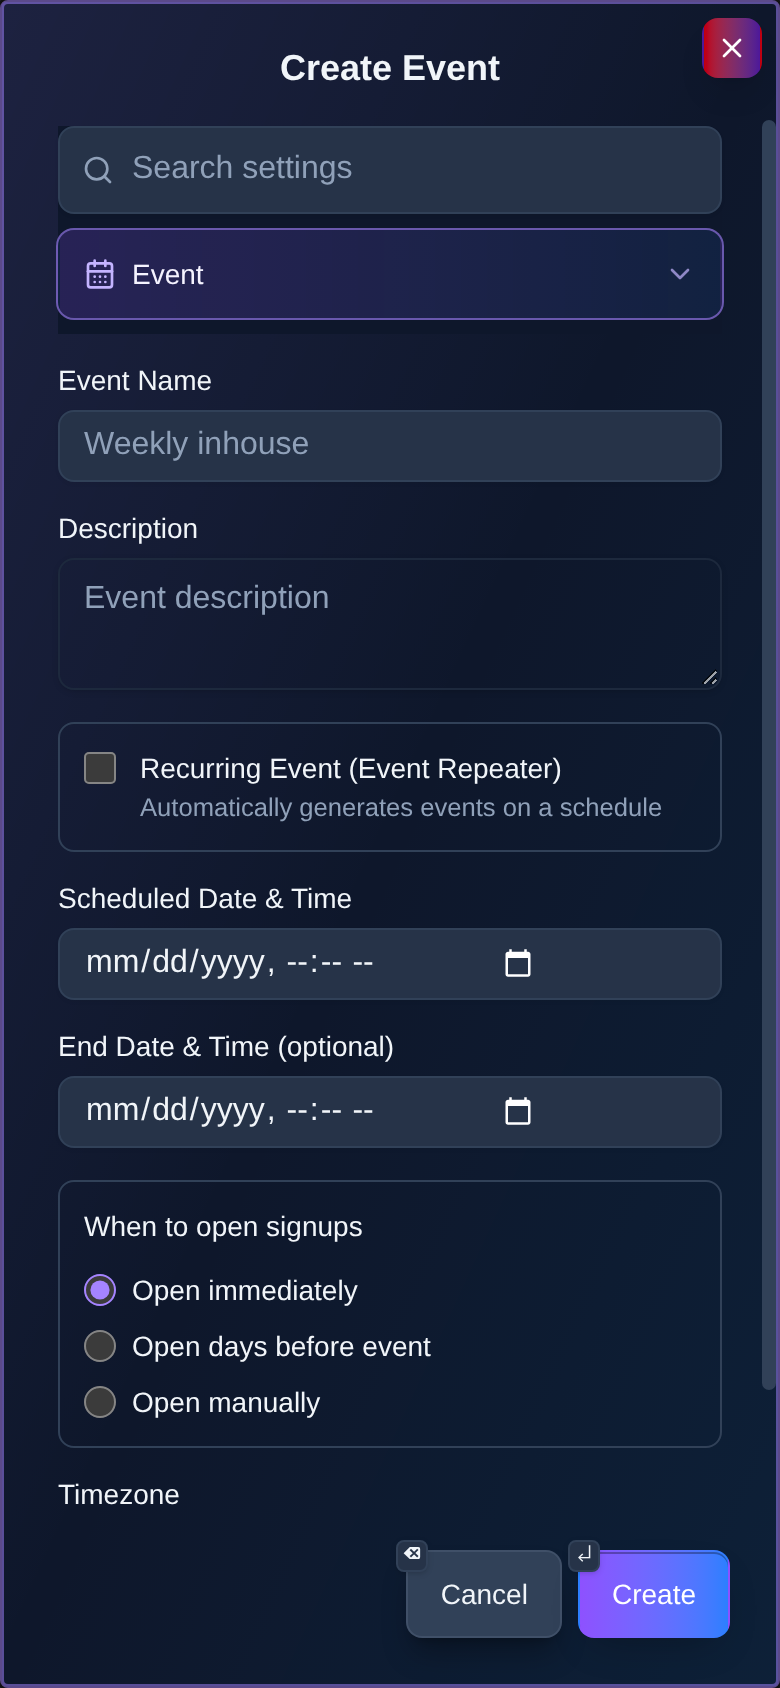 Create Event
Search settings
Event
Event Name
Weekly inhouse
Description
Event description
Recurring Event (Event Repeater)
Automatically generates events on a schedule
Scheduled Date & Time
mm/dd/yyyy, --:-- --
End Date & Time (optional)
mm/dd/yyyy, --:-- --
When to open signups
Open immediately
Open days before event
Open manually
Timezone
Cancel
Create